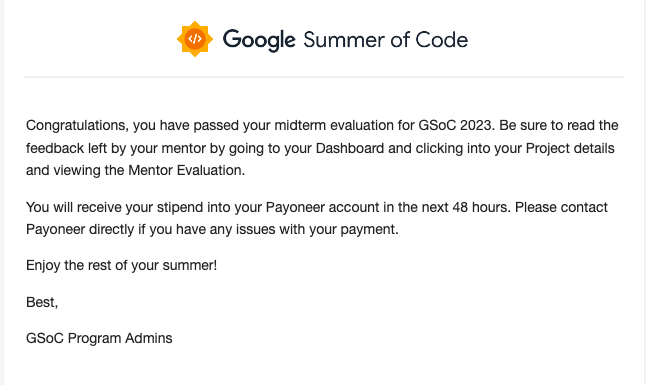 </> Google Summer of Code
Congratulations, you have passed your midterm evaluation for GSoC 2023. Be sure to read the
feedback left by your mentor by going to your Dashboard and clicking into your Project details
and viewing the Mentor Evaluation.
You will receive your stipend into your Payoneer account in the next 48 hours. Please contact
Payoneer directly if you have any issues with your payment.
Enjoy the rest of your summer!
Best,
GSoC Program Admins